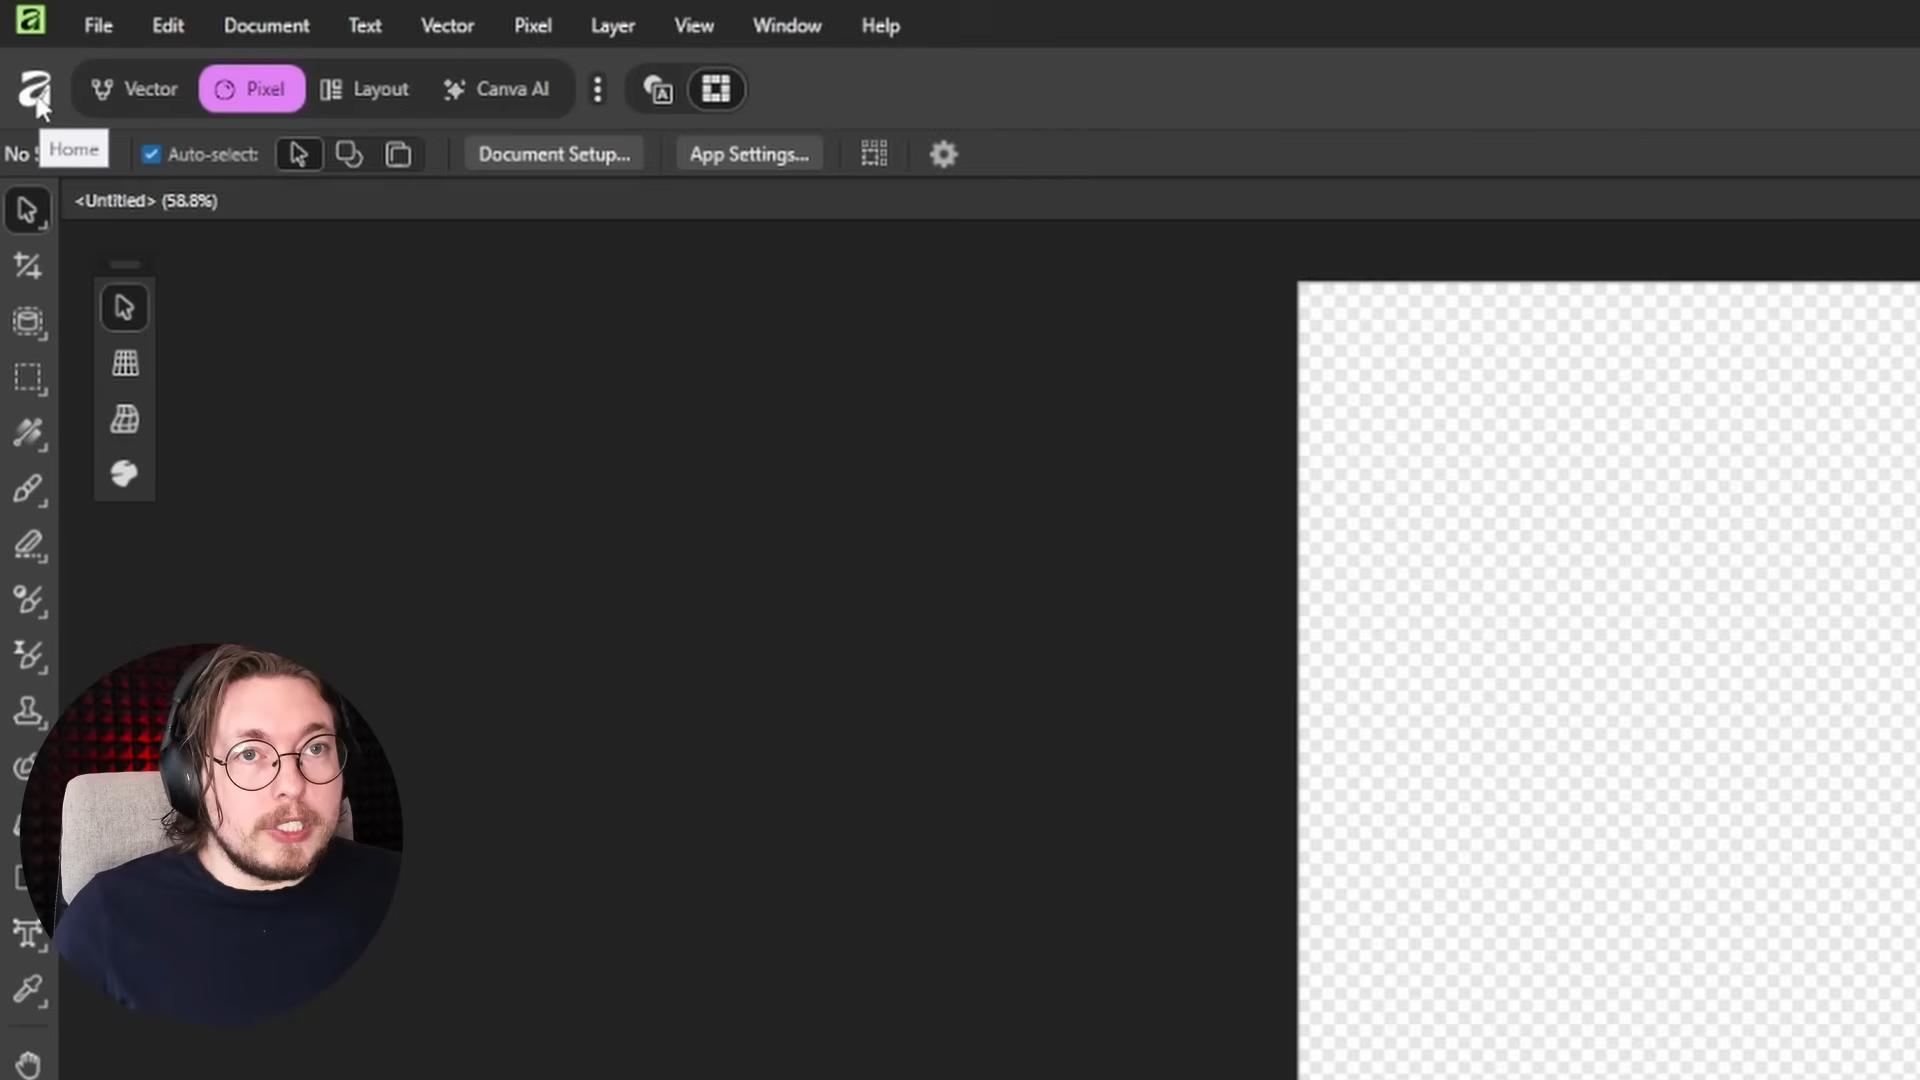 File Edit Document Text Vector Pixel Layer View Window Help
Vector Pixel Layout Canva AI
Home
No Auto-select: Document Setup... App Settings...
<Untitled> (58.8%)